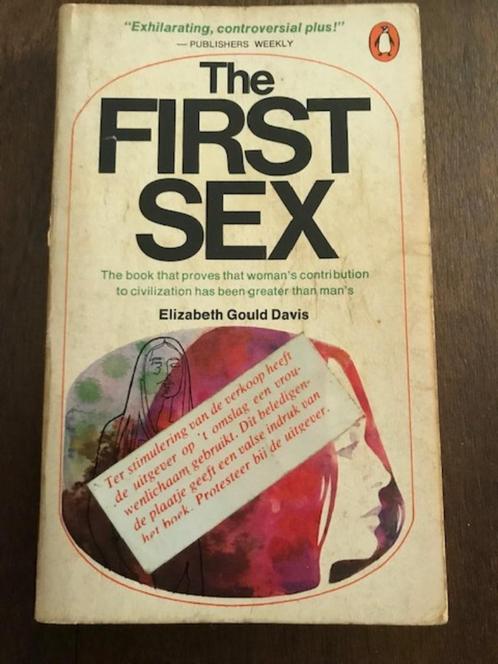 "Exhilarating, controversial plus!"
— PUBLISHERS WEEKLY
The
FIRST
SEX
The book that proves that woman's contribution
to civilization has been greater than man's
Elizabeth Gould Davis
Ter stimulering van de verkoop heeft
de uitgever op 't omslag een vrou-
wenlichaam gebruikt. Dit beledigen-
de plaatje geeft een valse indruk van
het boek. Protesteer bij de uitgever.